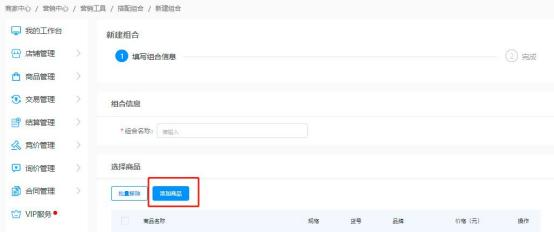 商家中心 / 营销中心 / 营销工具 / 搭配组合 / 新建组合
我的工作台
店铺管理
商品管理
交易管理
结算管理
竞价管理
询价管理
合同管理
VIP服务
新建组合
1 填写组合信息
2 完成
组合信息
*组合名称: 请输入
选择商品
批量移除 添加商品
商品名称 规格 货号 品牌 价格（元） 操作